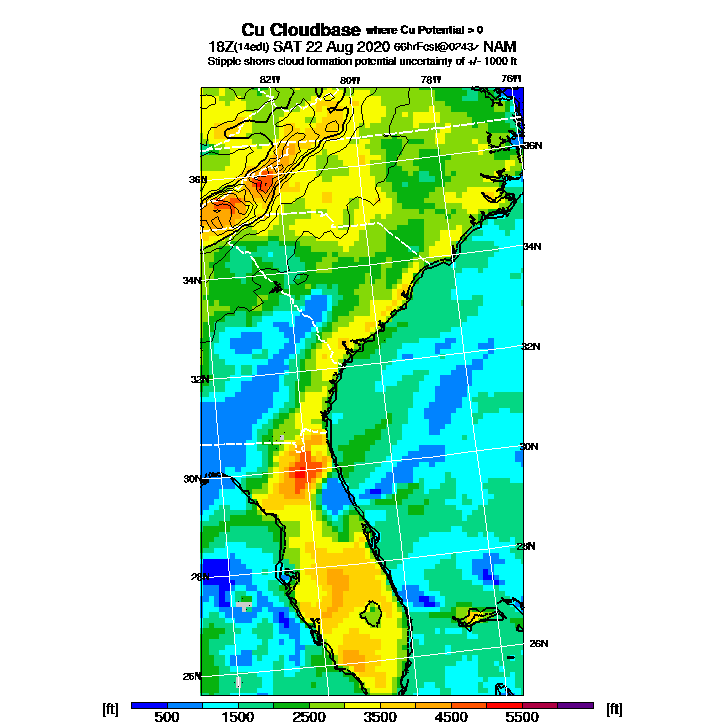 Cu Cloudbase where Cu Potential > 0
18Z(14edt) SAT 22 Aug 2020 NAM
Stipple shows cloud formation potential uncertainty of +/- 1000 ft
82W 80W 78W 76W
36N
36N
34N
34N
32N
32N
30N
30N
28N
28N
26N
26N
[ft] 500 1500 2500 3500 4500 5500 [ft]